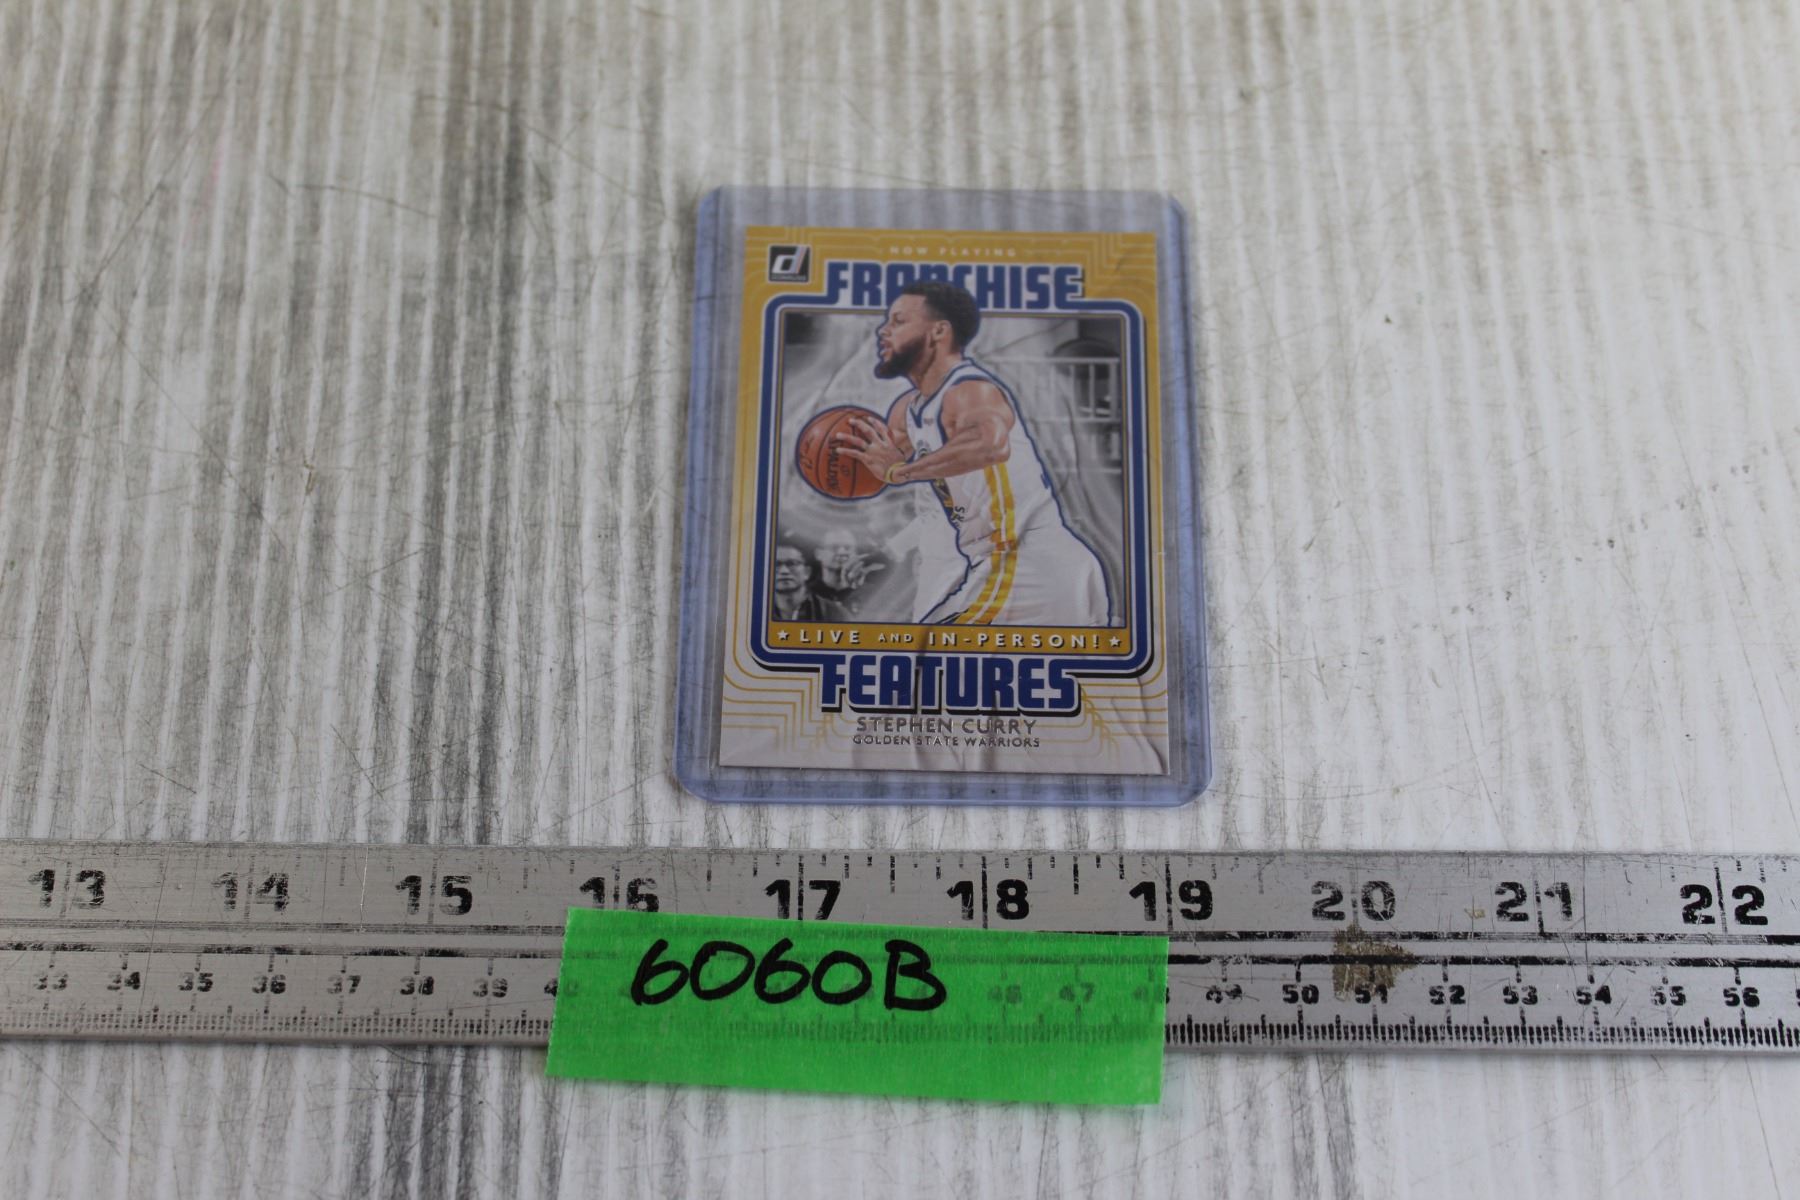 NOW PLAYING
FRANCHISE
SPALDING
★ LIVE AND IN-PERSON! ★
FEATURES
STEPHEN CURRY
GOLDEN STATE WARRIORS
13 14 15 16 17 18 19 20 21 22
6060B
33 34 35 36 37 38 39 40 46 47 48 49 50 51 52 53 54 55 56